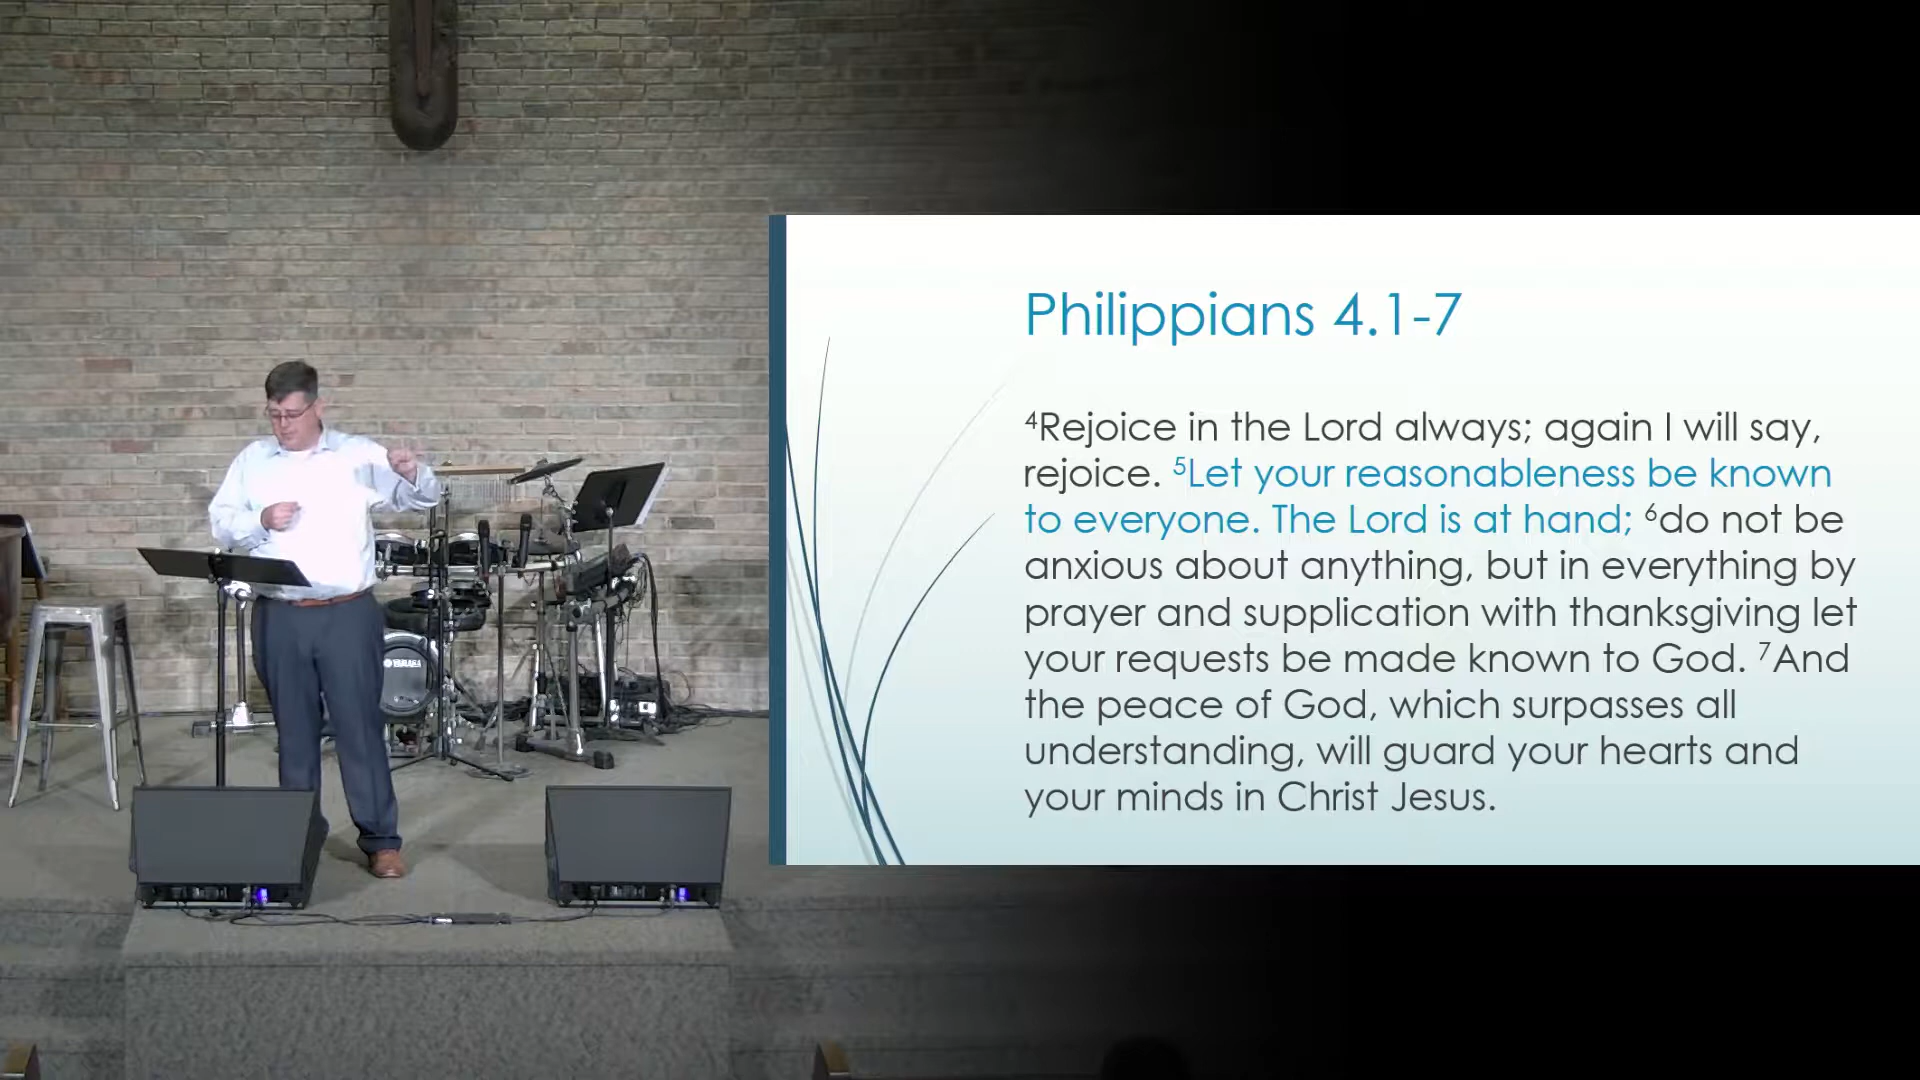 Philippians 4.1-7
⁴Rejoice in the Lord always; again I will say,
rejoice. ⁵Let your reasonableness be known
to everyone. The Lord is at hand; ⁶do not be
anxious about anything, but in everything by
prayer and supplication with thanksgiving let
your requests be made known to God. ⁷And
the peace of God, which surpasses all
understanding, will guard your hearts and
your minds in Christ Jesus.
YAMAHA